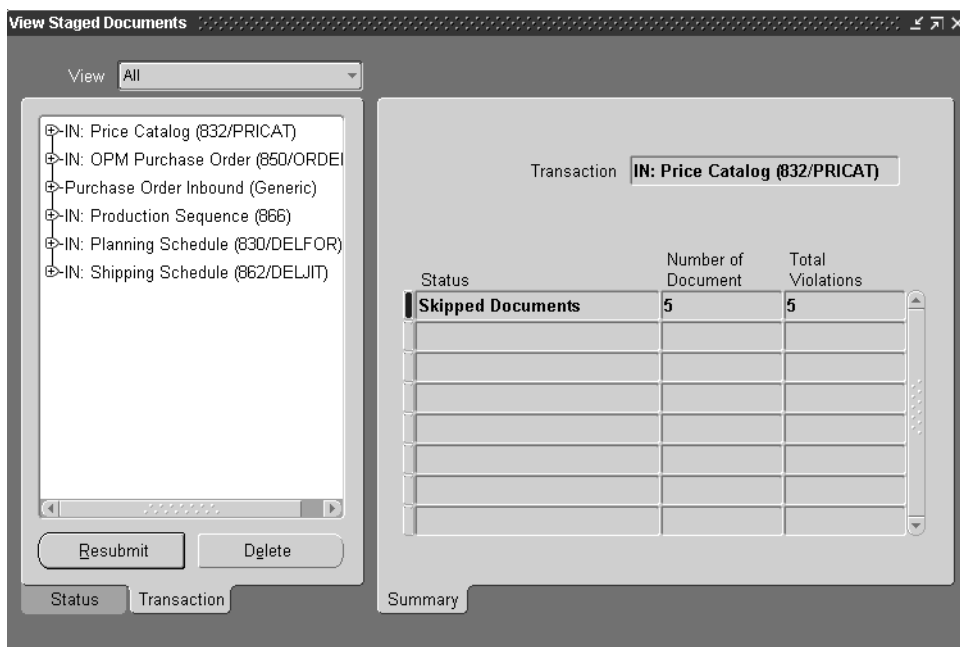 View Staged Documents
View All
IN: Price Catalog (832/PRICAT)
IN: OPM Purchase Order (850/ORDE
Purchase Order Inbound (Generic)
IN: Production Sequence (866)
IN: Planning Schedule (830/DELFOR)
IN: Shipping Schedule (862/DELJIT)
Resubmit Delete
Status Transaction
Transaction IN: Price Catalog (832/PRICAT)
Status Number of Document Total Violations
Skipped Documents 5 5
Summary